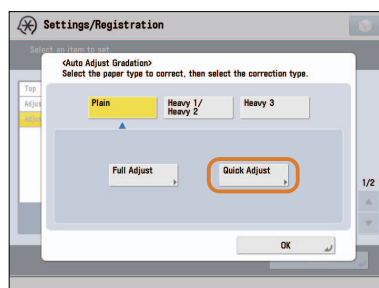 Settings/Registration
Select an item to set.
<Auto Adjust Gradation>
Select the paper type to correct, then select the correction type.
Top
Adjus
Adjus
Plain
Heavy 1/
Heavy 2
Heavy 3
Full Adjust
Quick Adjust
1/2
OK